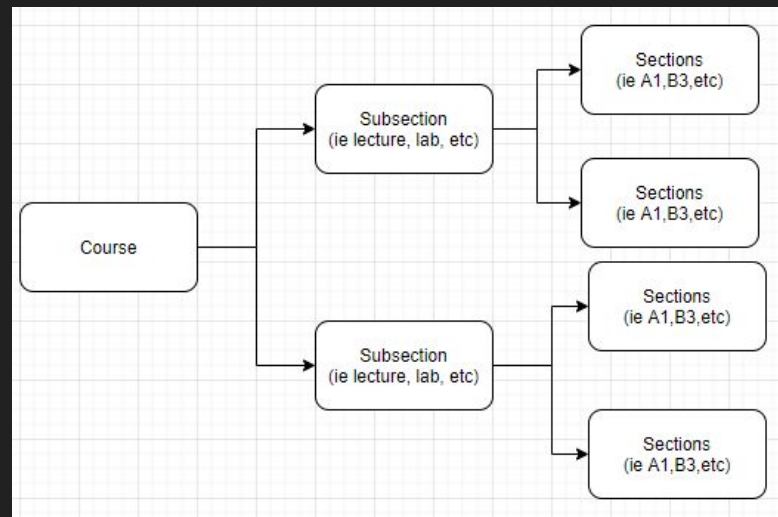 Sections
(ie A1,B3,etc)
Subsection
(ie lecture, lab, etc)
Sections
(ie A1,B3,etc)
Course
Sections
(ie A1,B3,etc)
Subsection
(ie lecture, lab, etc)
Sections
(ie A1,B3,etc)